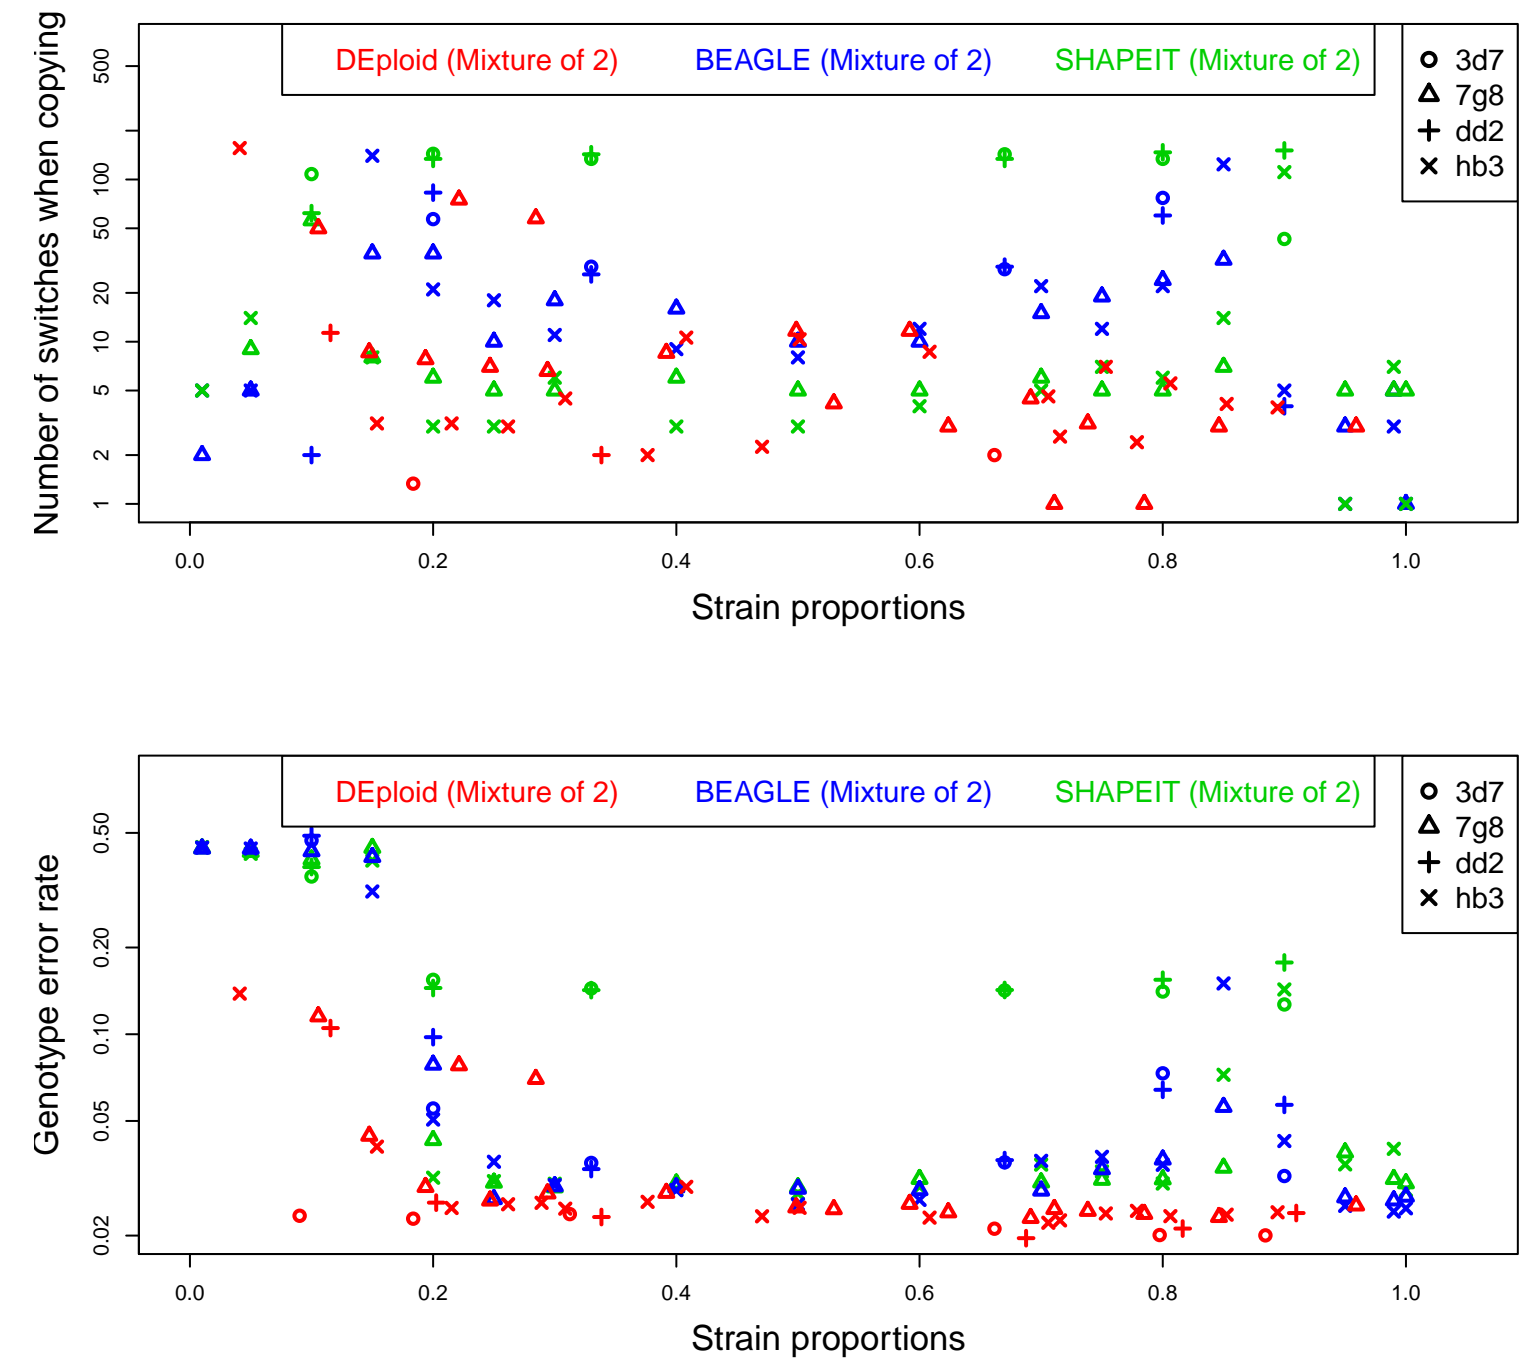 DEploid (Mixture of 2) BEAGLE (Mixture of 2) SHAPEIT (Mixture of 2)
3d7
7g8
dd2
hb3
Number of switches when copying
500
100
50
20
10
5
2
1
0.0 0.2 0.4 0.6 0.8 1.0
Strain proportions
DEploid (Mixture of 2) BEAGLE (Mixture of 2) SHAPEIT (Mixture of 2)
3d7
7g8
dd2
hb3
Genotype error rate
0.50
0.20
0.10
0.05
0.02
0.0 0.2 0.4 0.6 0.8 1.0
Strain proportions